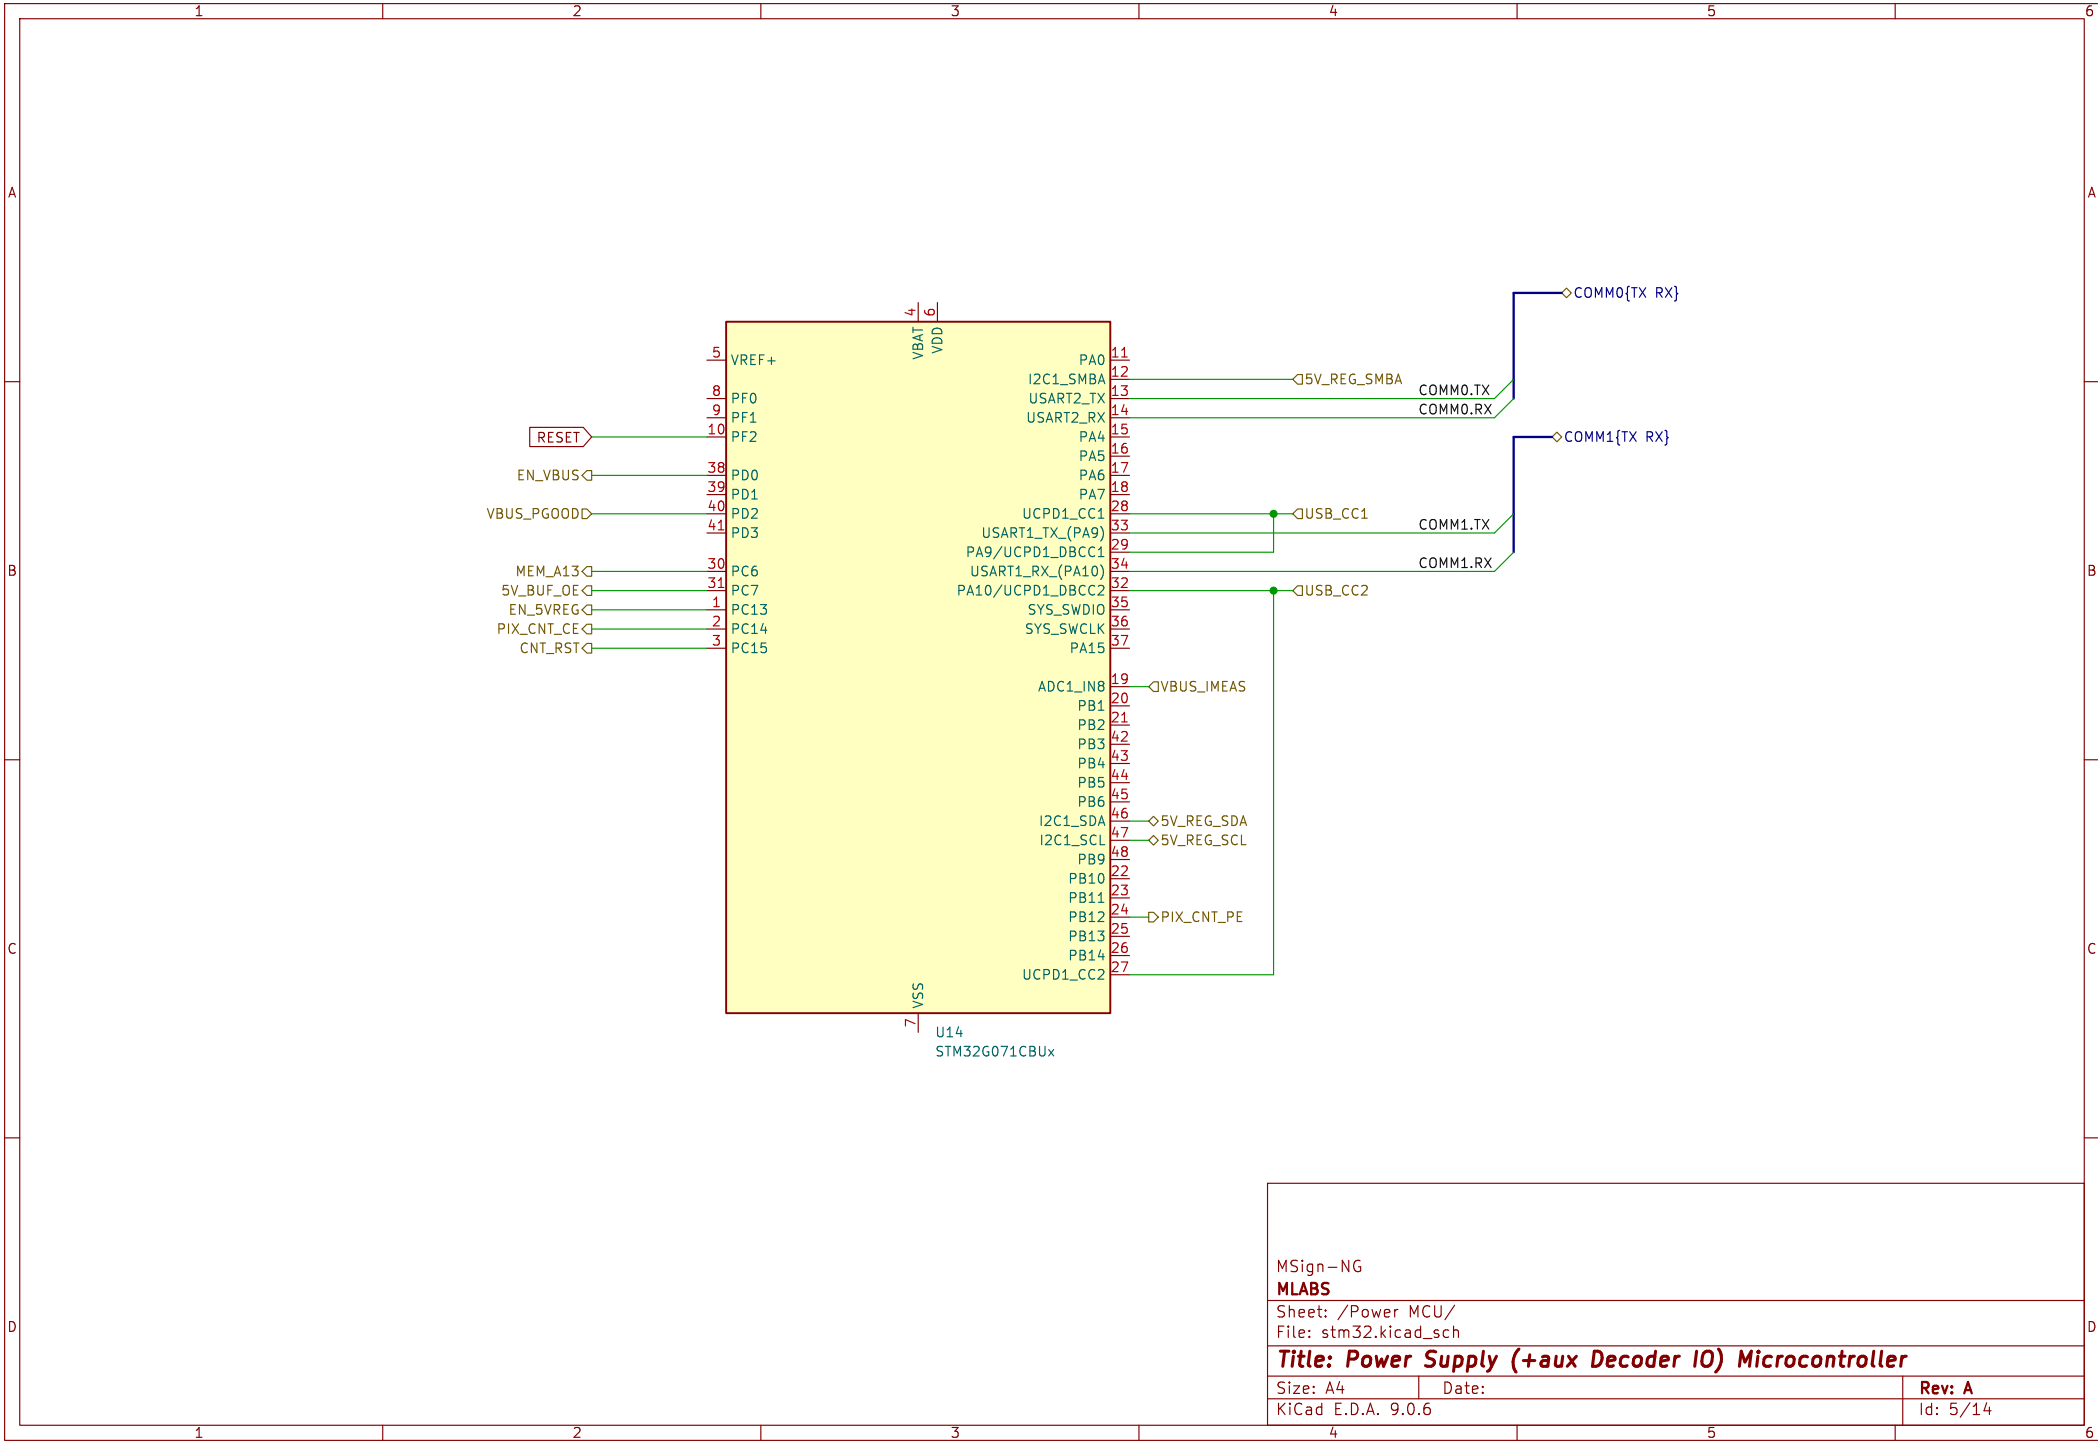 1 2 3 4 5 6
A A
B B
C C
D D
4 6
VBAT VDD
5 VREF+
8 PF0
9 PF1
RESET 10 PF2
EN_VBUS 38 PD0
39 PD1
VBUS_PGOOD 40 PD2
41 PD3
MEM_A13 30 PC6
5V_BUF_OE 31 PC7
EN_5VREG 1 PC13
PIX_CNT_CE 2 PC14
CNT_RST 3 PC15
PA0 11
I2C1_SMBA 12 5V_REG_SMBA
USART2_TX 13 COMM0.TX
USART2_RX 14 COMM0.RX
COMM0{TX RX}
PA4 15
PA5 16
PA6 17
PA7 18
COMM1{TX RX}
UCPD1_CC1 28 USB_CC1
USART1_TX_(PA9) 33 COMM1.TX
PA9/UCPD1_DBCC1 29
USART1_RX_(PA10) 34 COMM1.RX
PA10/UCPD1_DBCC2 32 USB_CC2
SYS_SWDIO 35
SYS_SWCLK 36
PA15 37
ADC1_IN8 19 VBUS_IMEAS
PB1 20
PB2 21
PB3 42
PB4 43
PB5 44
PB6 45
I2C1_SDA 46 5V_REG_SDA
I2C1_SCL 47 5V_REG_SCL
PB9 48
PB10 22
PB11 23
PB12 24 PIX_CNT_PE
PB13 25
PB14 26
UCPD1_CC2 27
VSS
7
U14
STM32G071CBUx
MSign-NG
MLABS
Sheet: /Power MCU/
File: stm32.kicad_sch
Title: Power Supply (+aux Decoder IO) Microcontroller
Size: A4 Date: Rev: A
KiCad E.D.A. 9.0.6 Id: 5/14
1 2 3 4 5 6